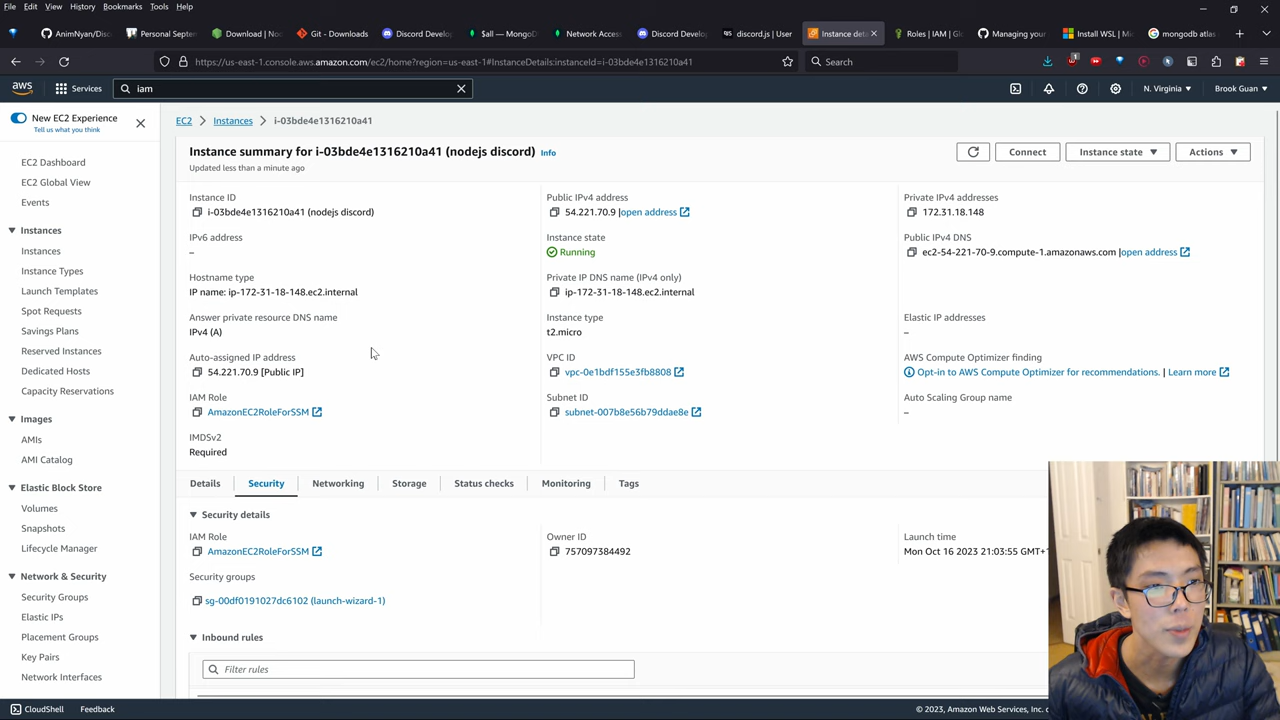 File Edit View History Bookmarks Tools Help
AnimNyan/Disc
Personal Septem
Download | Nod
Git - Downloads
Discord Develop
$all — MongoD
Network Access
Discord Develop
discord.js | User
Instance deta
Roles | IAM | Glo
Managing your
Install WSL | Mi
mongodb atlas
https://us-east-1.console.aws.amazon.com/ec2/home?region=us-east-1#InstanceDetails:instanceId=i-03bde4e1316210a41
Search
aws
Services
iam
N. Virginia
Brook Guan
New EC2 Experience
Tell us what you think
EC2 Dashboard
EC2 Global View
Events
Instances
Instances
Instance Types
Launch Templates
Spot Requests
Savings Plans
Reserved Instances
Dedicated Hosts
Capacity Reservations
Images
AMIs
AMI Catalog
Elastic Block Store
Volumes
Snapshots
Lifecycle Manager
Network & Security
Security Groups
Elastic IPs
Placement Groups
Key Pairs
Network Interfaces
EC2 > Instances > i-03bde4e1316210a41
Instance summary for i-03bde4e1316210a41 (nodejs discord) Info
Updated less than a minute ago
Connect
Instance state
Actions
Instance ID
i-03bde4e1316210a41 (nodejs discord)
Public IPv4 address
54.221.70.9 |open address
Private IPv4 addresses
172.31.18.148
IPv6 address
–
Instance state
Running
Public IPv4 DNS
ec2-54-221-70-9.compute-1.amazonaws.com |open address
Hostname type
IP name: ip-172-31-18-148.ec2.internal
Private IP DNS name (IPv4 only)
ip-172-31-18-148.ec2.internal
Answer private resource DNS name
IPv4 (A)
Instance type
t2.micro
Elastic IP addresses
–
Auto-assigned IP address
54.221.70.9 [Public IP]
VPC ID
vpc-0e1bdf155e3fb8808
AWS Compute Optimizer finding
Opt-in to AWS Compute Optimizer for recommendations. | Learn more
IAM Role
AmazonEC2RoleForSSM
Subnet ID
subnet-007b8e56b79ddae8e
Auto Scaling Group name
–
IMDSv2
Required
Details
Security
Networking
Storage
Status checks
Monitoring
Tags
Security details
IAM Role
AmazonEC2RoleForSSM
Owner ID
757097384492
Launch time
Mon Oct 16 2023 21:03:55 GMT+
Security groups
sg-00df0191027dc6102 (launch-wizard-1)
Inbound rules
Filter rules
CloudShell
Feedback
© 2023, Amazon Web Services, Inc.